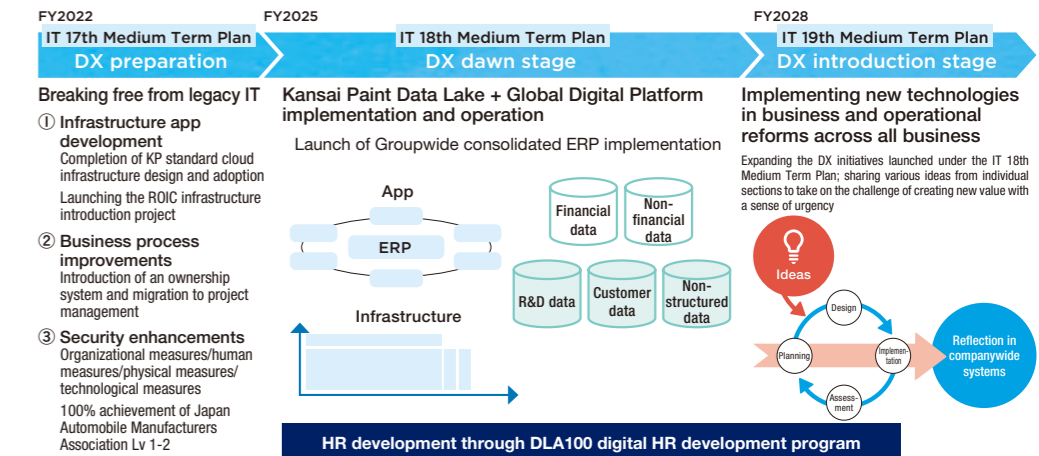 FY2022
FY2025
FY2028
IT 17th Medium Term Plan
DX preparation
IT 18th Medium Term Plan
DX dawn stage
IT 19th Medium Term Plan
DX introduction stage
Breaking free from legacy IT
① Infrastructure app
development
Completion of KP standard cloud
infrastructure design and adoption
Launching the ROIC infrastructure
introduction project
② Business process
improvements
Introduction of an ownership
system and migration to project
management
③ Security enhancements
Organizational measures/human
measures/physical measures/
technological measures
100% achievement of Japan
Automobile Manufacturers
Association Lv 1-2
Kansai Paint Data Lake + Global Digital Platform
implementation and operation
Launch of Groupwide consolidated ERP implementation
App
ERP
Infrastructure
Financial
data
Non-
financial
data
R&D data
Customer
data
Non-
structured
data
HR development through DLA100 digital HR development program
Implementing new technologies
in business and operational
reforms across all business
Expanding the DX initiatives launched under the IT 18th
Medium Term Plan; sharing various ideas from individual
sections to take on the challenge of creating new value with
a sense of urgency
Ideas
Design
Planning
Implemen-
tation
Assess-
ment
Reflection in
companywide
systems